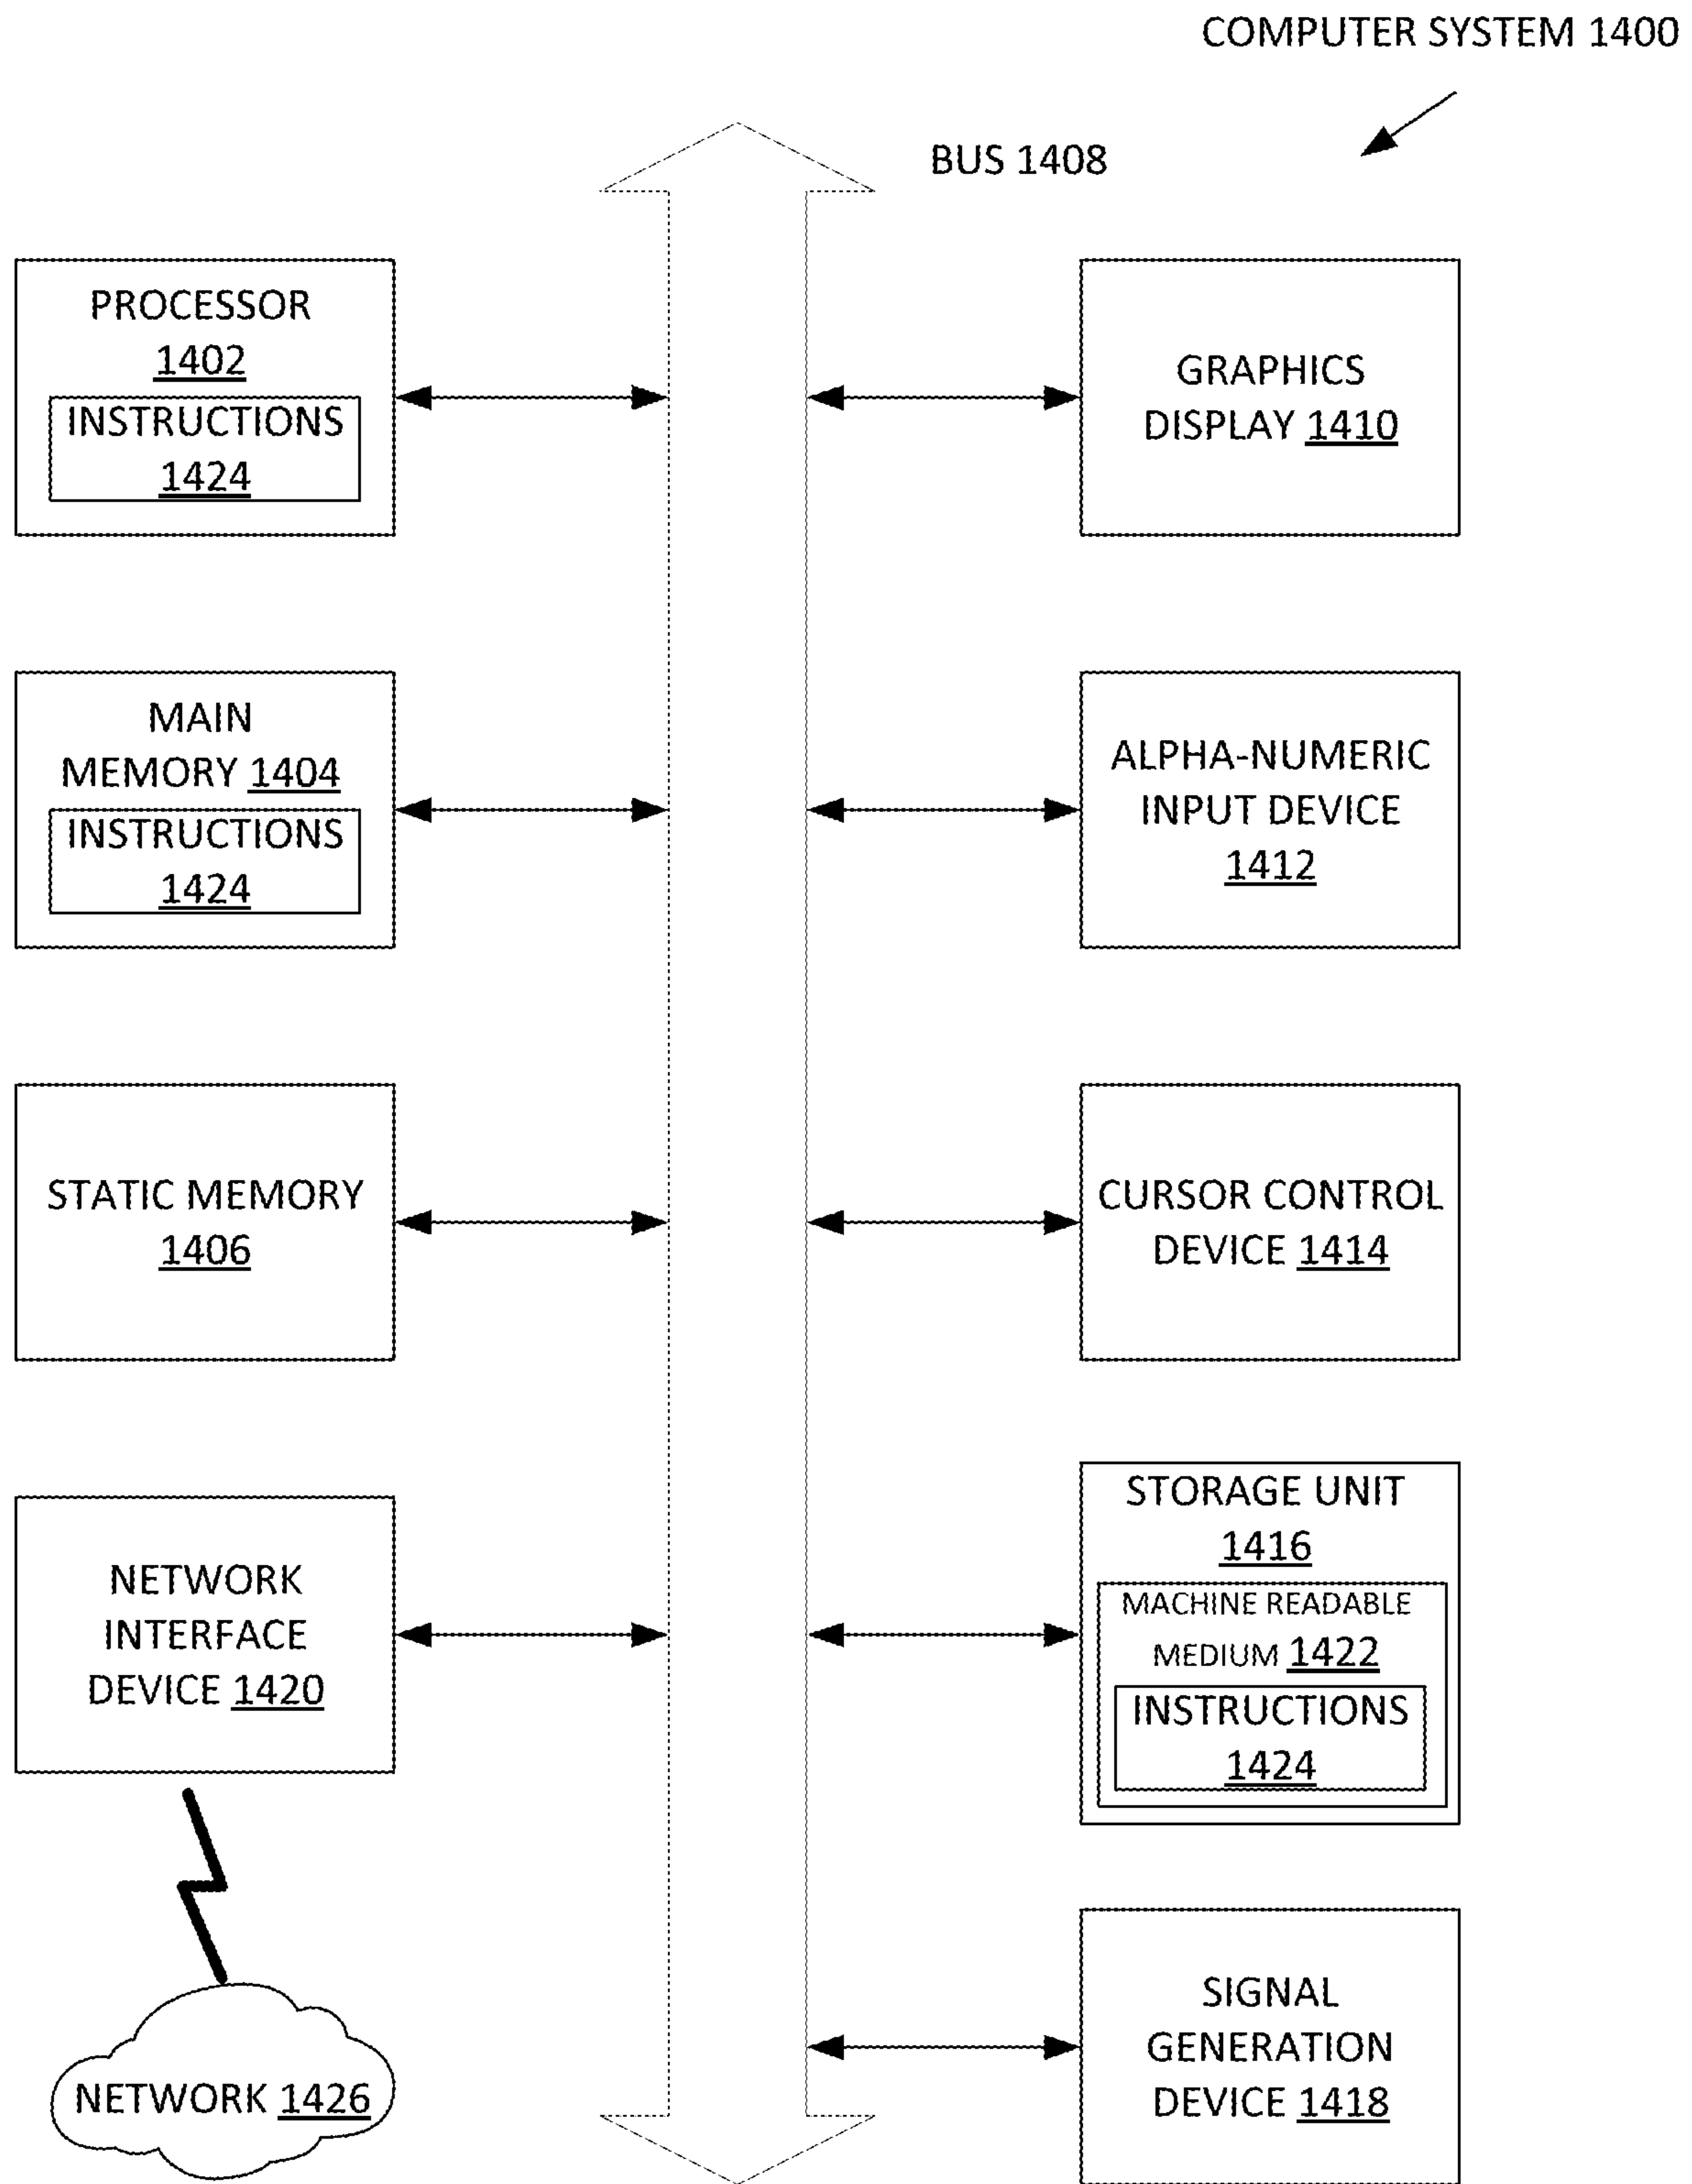 COMPUTER SYSTEM 1400
BUS 1408
PROCESSOR
1402
INSTRUCTIONS
1424
GRAPHICS
DISPLAY 1410
MAIN
MEMORY 1404
INSTRUCTIONS
1424
ALPHA-NUMERIC
INPUT DEVICE
1412
STATIC MEMORY
1406
CURSOR CONTROL
DEVICE 1414
NETWORK
INTERFACE
DEVICE 1420
STORAGE UNIT
1416
MACHINE READABLE
MEDIUM 1422
INSTRUCTIONS
1424
NETWORK 1426
SIGNAL
GENERATION
DEVICE 1418